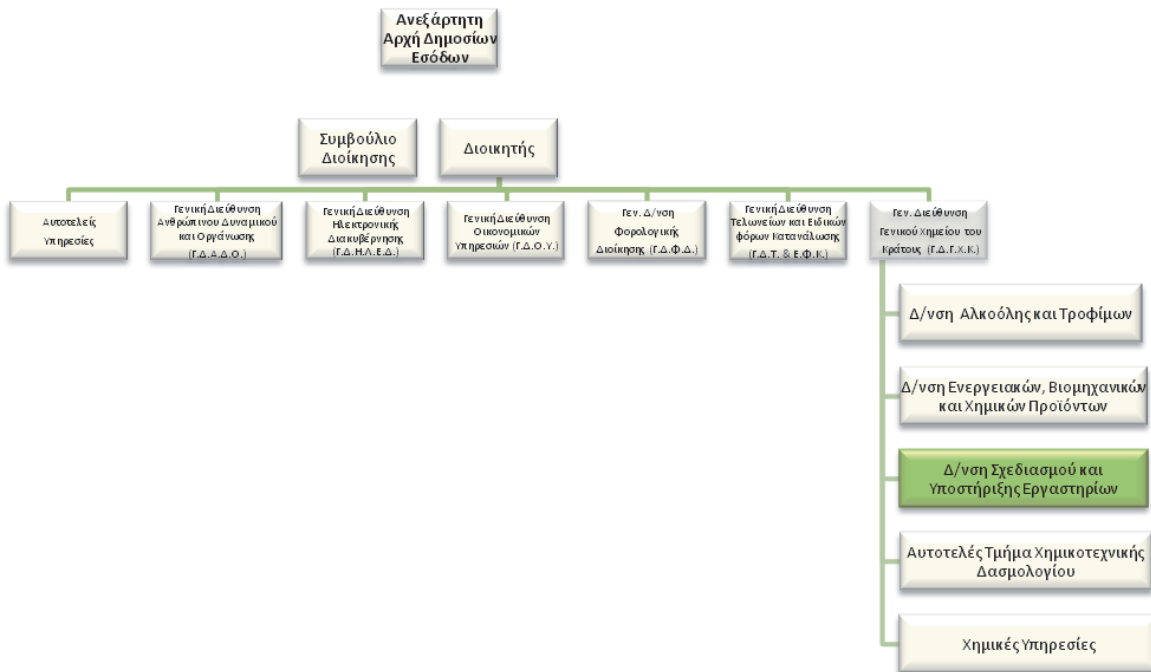 Ανεξάρτητη
Αρχή Δημοσίων
Εσόδων
Συμβούλιο
Διοίκησης
Διοικητής
Αυτοτελείς
Υπηρεσίες
Γενική Διεύθυνση
Ανθρώπινου Δυναμικού
και Οργάνωσης
(Γ.Δ.Α.Δ.Ο.)
Γενική Διεύθυνση
Ηλεκτρονικής
Διακυβέρνησης
(Γ.Δ.Η.Λ.Ε.Δ.)
Γενική Διεύθυνση
Οικονομικών
Υπηρεσιών (Γ.Δ.Ο.Υ.)
Γεν. Δ/νση
Φορολογικής
Διοίκησης (Γ.Δ.Φ.Δ.)
Γενική Διεύθυνση
Τελωνείων και Ειδικών
φόρων Κατανάλωσης
(Γ.Δ.Τ. & Ε.Φ.Κ.)
Γεν. Διεύθυνση
Γενικού Χημείου του
Κράτους (Γ.Δ.Γ.Χ.Κ.)
Δ/νση Αλκοόλης και Τροφίμων
Δ/νση Ενεργειακών, Βιομηχανικών
και Χημικών Προϊόντων
Δ/νση Σχεδιασμού και
Υποστήριξης Εργαστηρίων
Αυτοτελές Τμήμα Χημικοτεχνικής
Δασμολογίου
Χημικές Υπηρεσίες